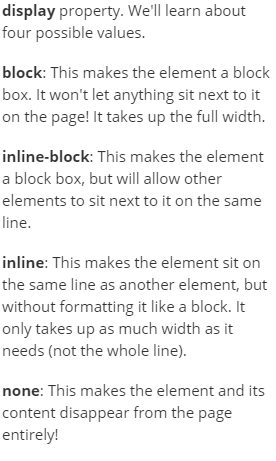 display property. We'll learn about
four possible values.
block: This makes the element a block
box. It won't let anything sit next to it
on the page! It takes up the full width.
inline-block: This makes the element
a block box, but will allow other
elements to sit next to it on the same
line.
inline: This makes the element sit on
the same line as another element, but
without formatting it like a block. It
only takes up as much width as it
needs (not the whole line).
none: This makes the element and its
content disappear from the page
entirely!